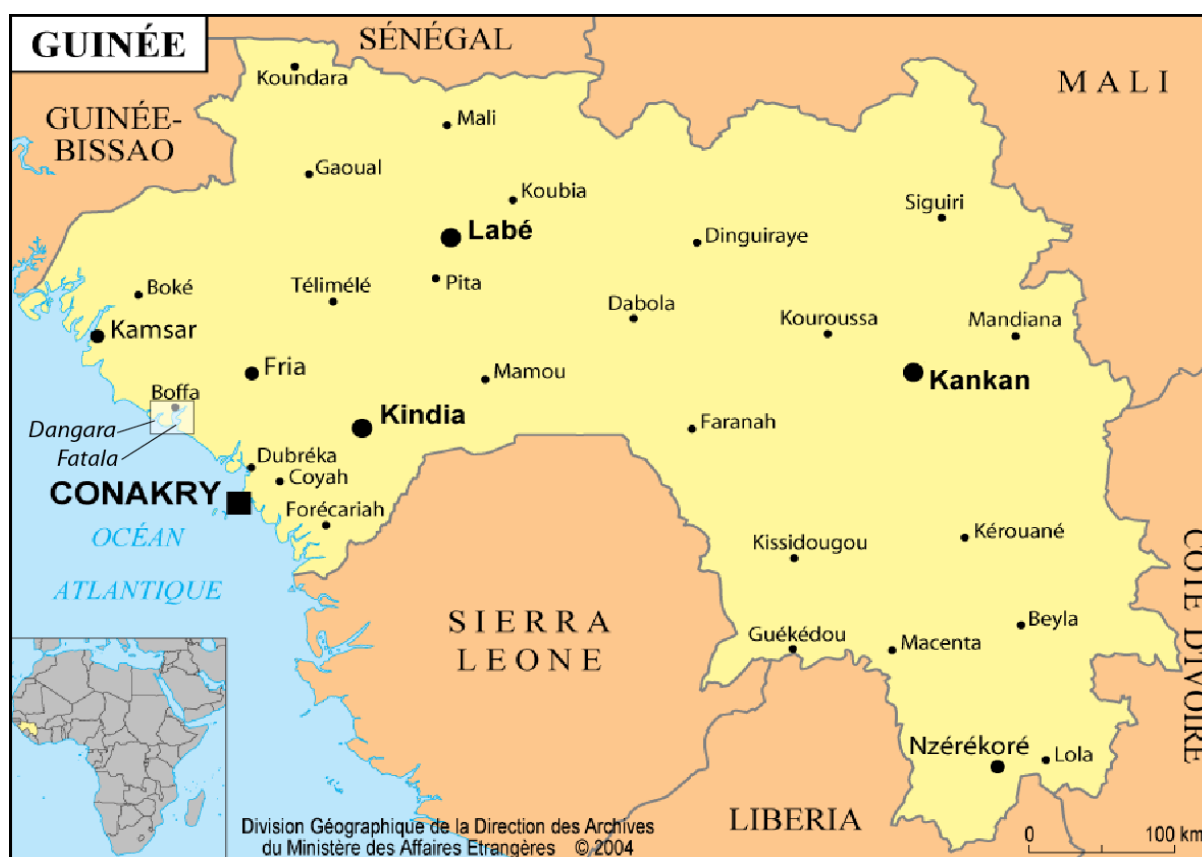 GUINÉE
SÉNÉGAL
MALI
GUINÉE-
BISSAO
Koundara
Mali
Gaoual
Koubia
Siguiri
Labé
Dinguiraye
Boké
Télimélé
Pita
Dabola
Kamsar
Kouroussa
Mandiana
Fria
Mamou
Kankan
Boffa
Kindia
Dangara
Faranah
Fatala
Dubréka
Coyah
CONAKRY
Forécariah
OCÉAN
ATLANTIQUE
Kissidougou
Kérouané
CÔTE D'IVOIRE
SIERRA
LEONE
Guékédou
Macenta
Beyla
Nzérékoré
Lola
LIBERIA
Division Géographique de la Direction des Archives
du Ministère des Affaires Etrangères © 2004
0 100 km